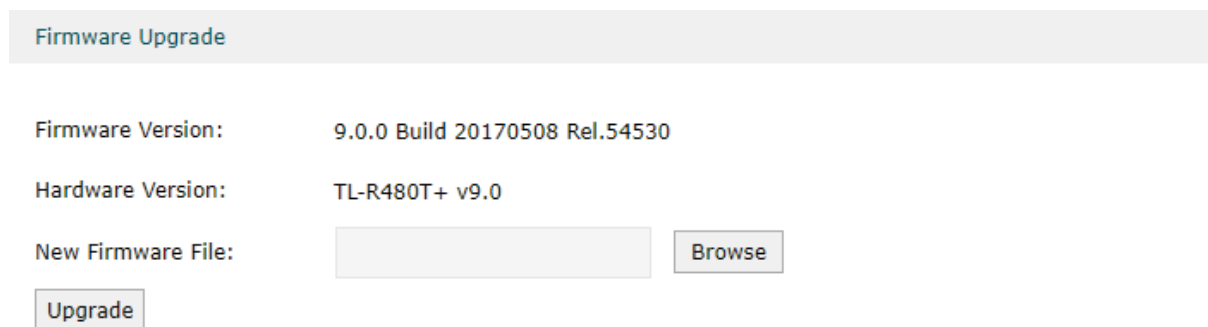 Firmware Upgrade
Firmware Version: 9.0.0 Build 20170508 Rel.54530
Hardware Version: TL-R480T+ v9.0
New Firmware File: Browse
Upgrade